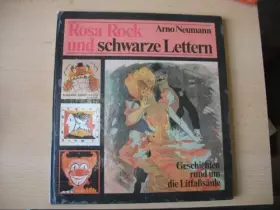 Rosa Rock
Arno Neumann
und schwarze Lettern
Geschichten
rund um
die Litfaßsäule